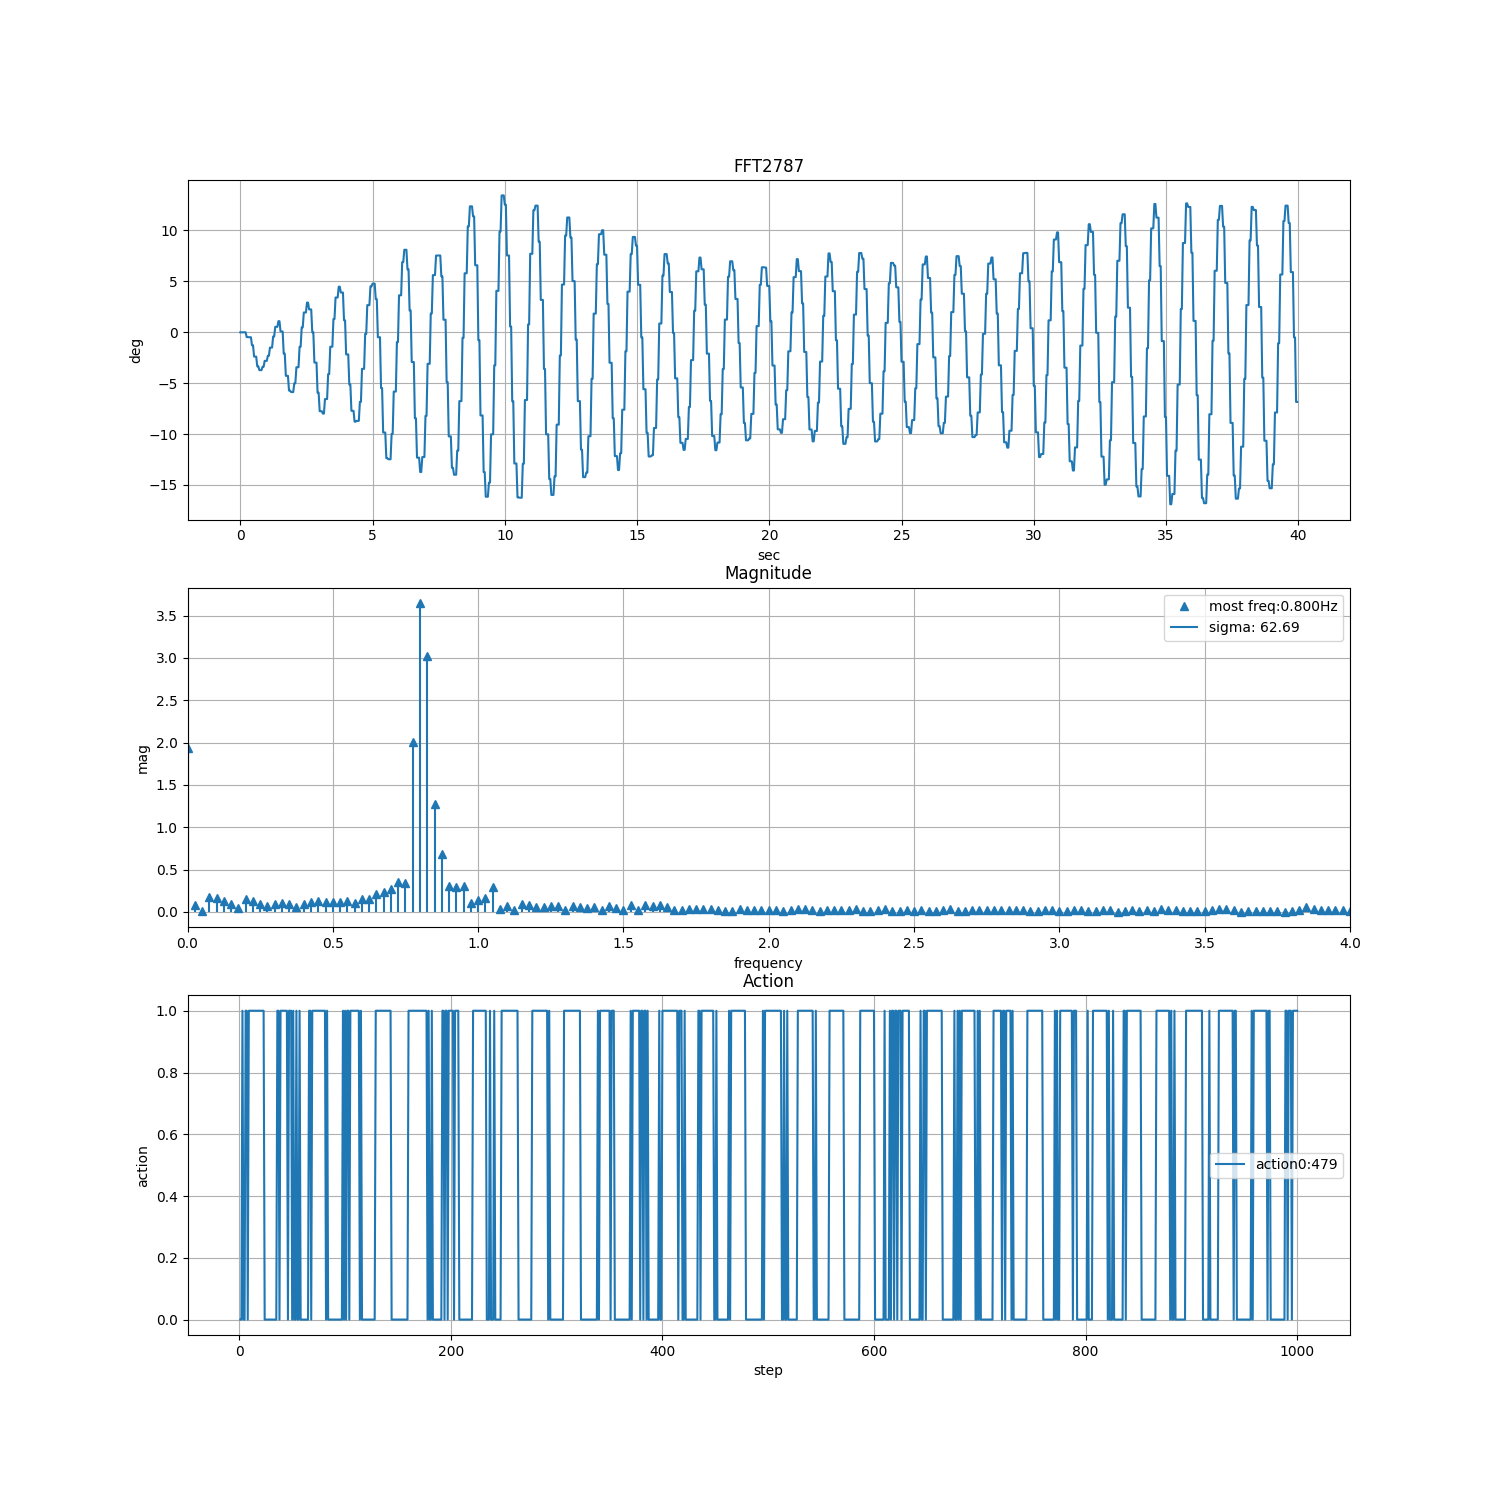 FFT2787
10
5
0
−5
−10
−15
deg
0 5 10 15 20 25 30 35 40
sec
Magnitude
most freq:0.800Hz
sigma: 62.69
3.5
3.0
2.5
2.0
1.5
1.0
0.5
0.0
mag
0.0 0.5 1.0 1.5 2.0 2.5 3.0 3.5 4.0
frequency
Action
1.0
0.8
0.6
0.4
0.2
0.0
action
action0:479
0 200 400 600 800 1000
step